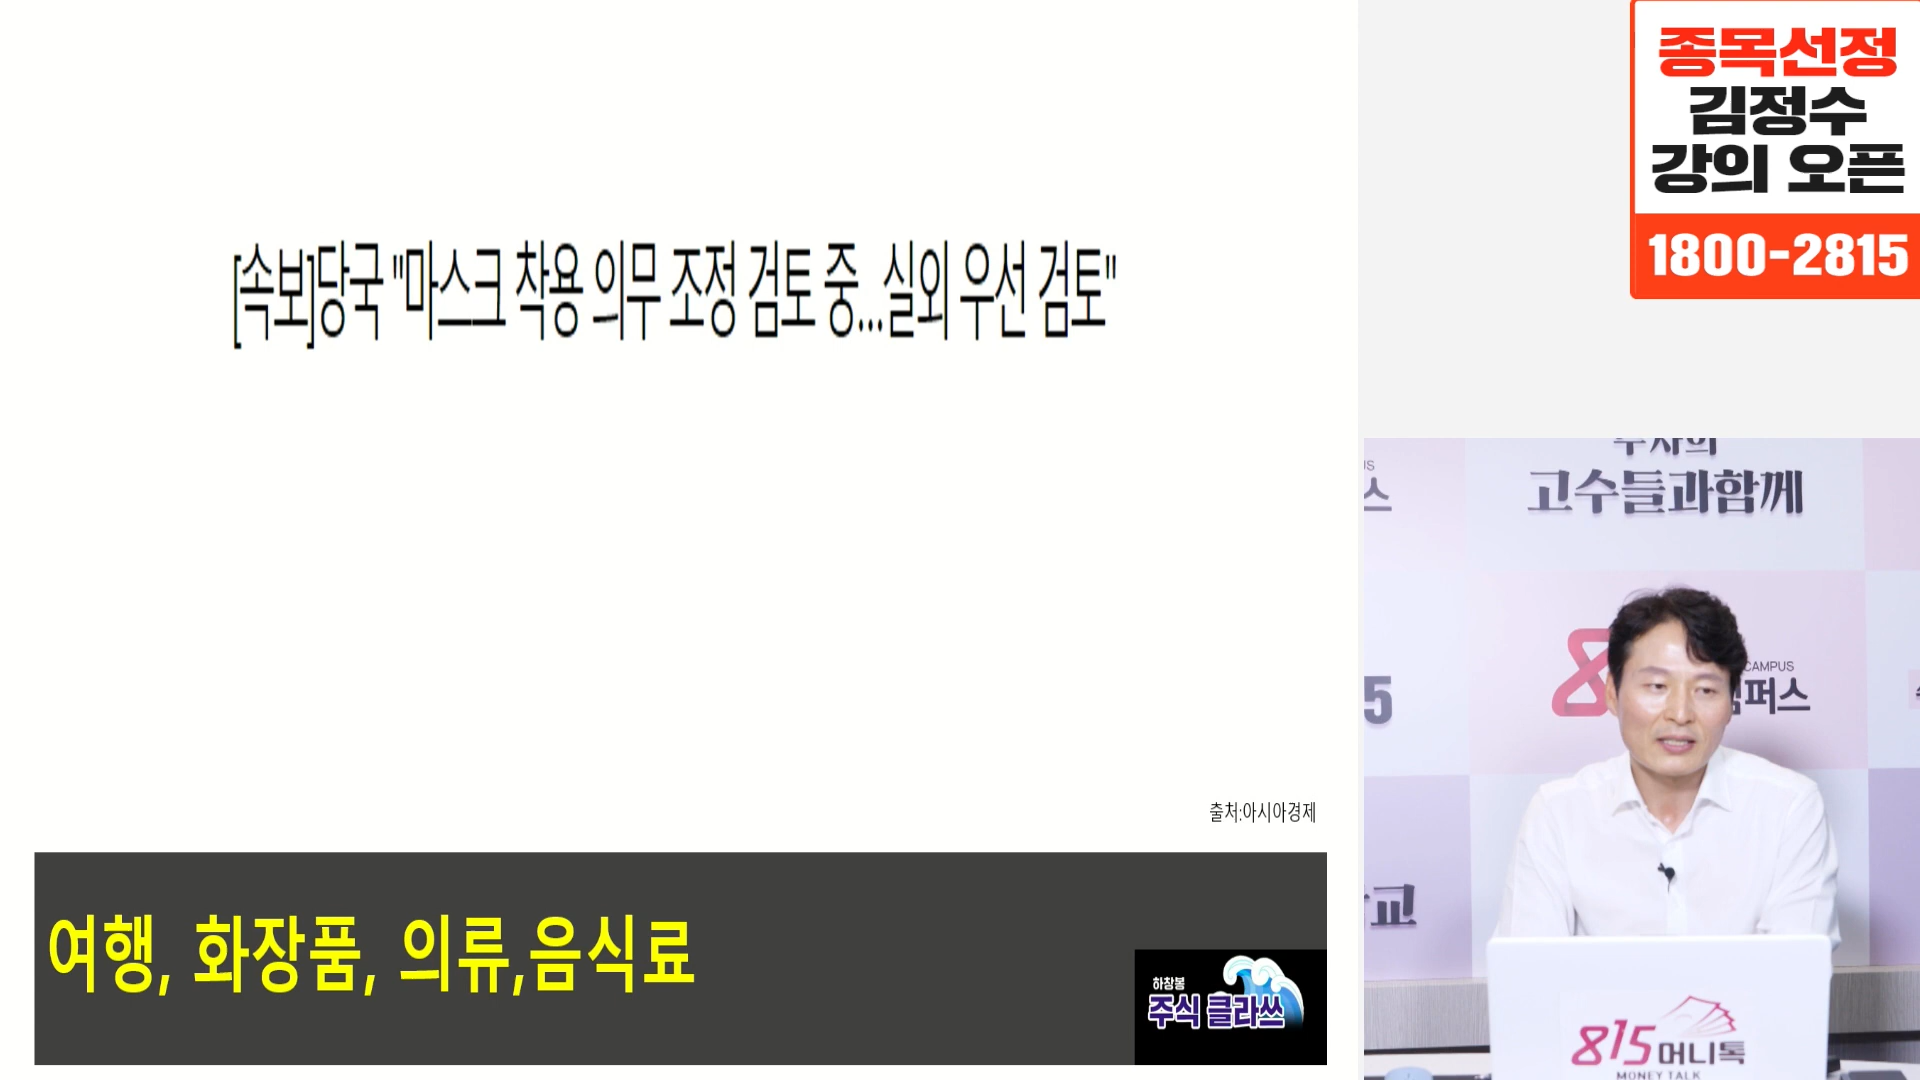 종목선정
김정수
강의 오픈
1800-2815
[속보]당국 "마스크 착용 의무 조정 검토 중...실외 우선 검토"
출처:아시아경제
여행, 화장품, 의류,음식료
하창봉
주식 클라쓰
고수들과함께
CAMPUS
퍼스
5
교
815머니톡
MONEY TALK